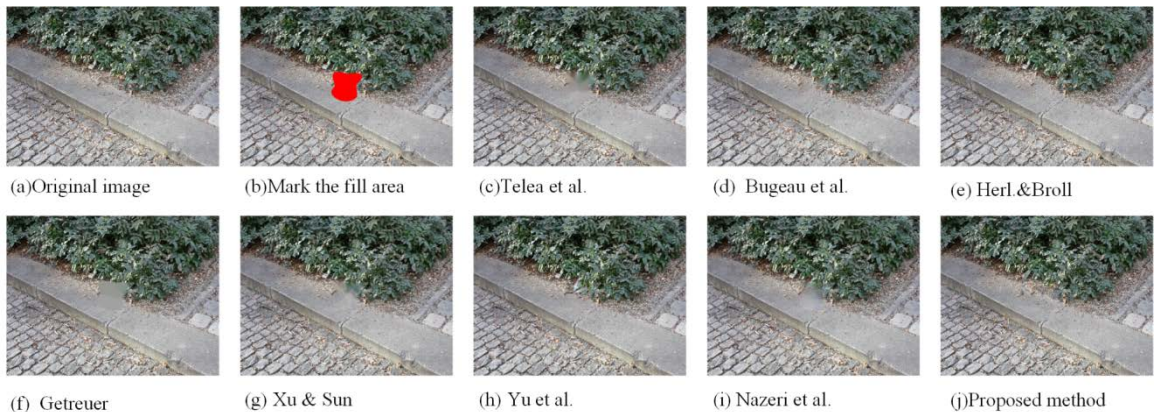 (a)Original image
(b)Mark the fill area
(c)Telea et al.
(d) Bugeau et al.
(e) Herl.&Broll
(f) Getreuer
(g) Xu & Sun
(h) Yu et al.
(i) Nazeri et al.
(j)Proposed method